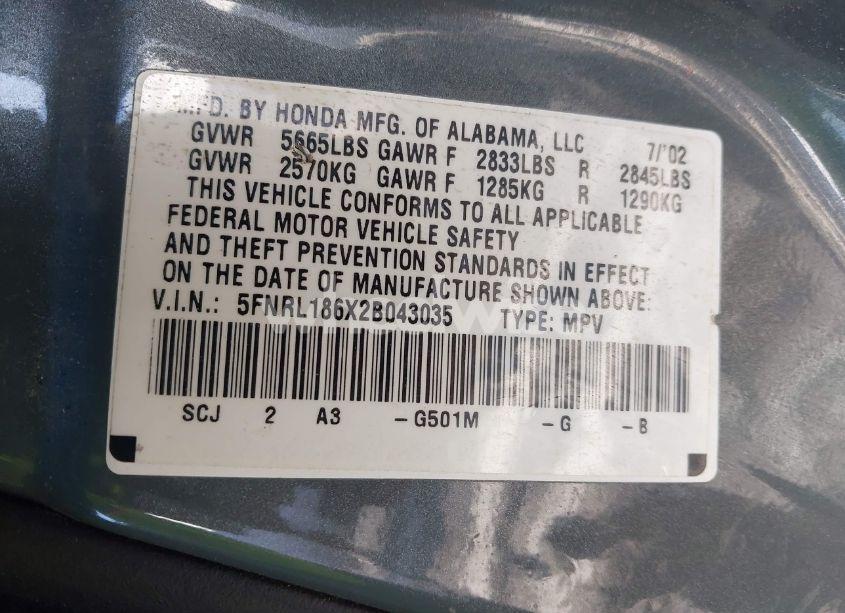 MFD. BY HONDA MFG. OF ALABAMA, LLC 7/'02
GVWR 5665LBS GAWR F 2833LBS R 2845LBS
GVWR 2570KG GAWR F 1285KG R 1290KG
THIS VEHICLE CONFORMS TO ALL APPLICABLE
FEDERAL MOTOR VEHICLE SAFETY
AND THEFT PREVENTION STANDARDS IN EFFECT
ON THE DATE OF MANUFACTURE SHOWN ABOVE:
V.I.N.: 5FNRL186X2B043035 TYPE: MPV
SCJ 2 A3 -G501M -G -B